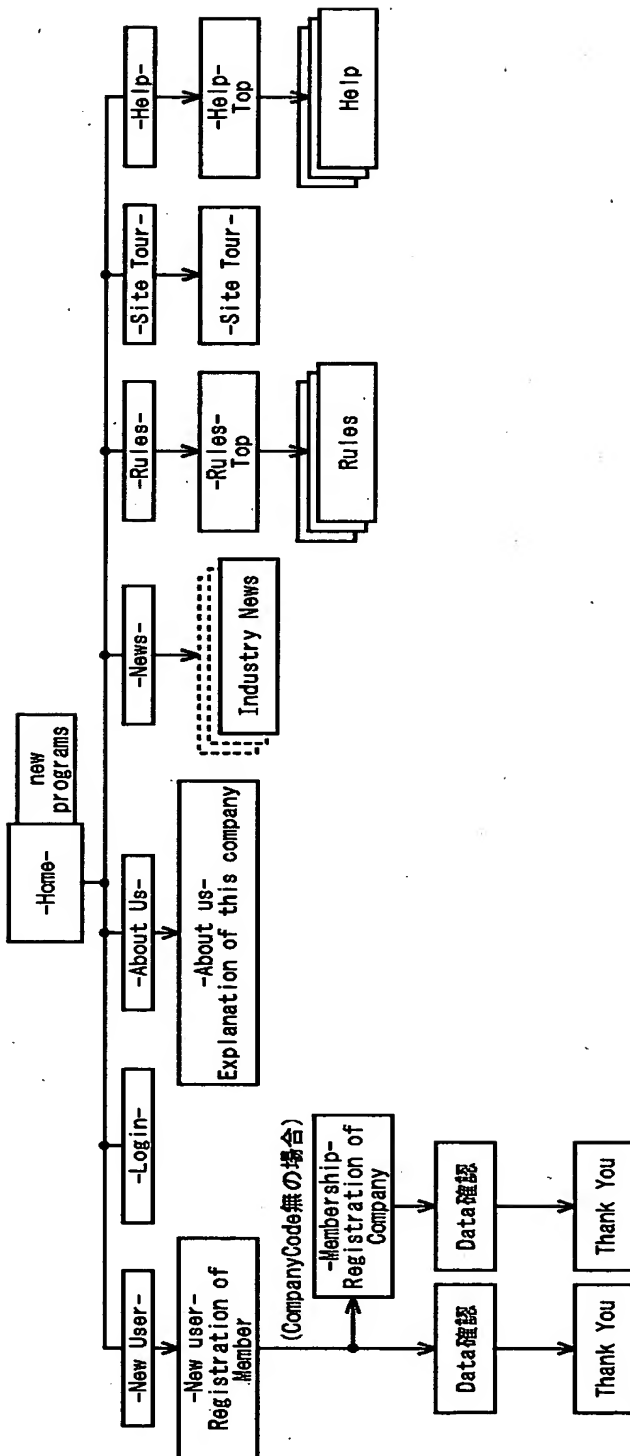 -Home-
new
programs
-New User-
-Login-
-About Us-
-News-
-Rules-
-Site Tour-
-Help-
-New user-
Registration of
Member
-About us-
Explanation of this company
Industry News
-Rules-
Top
-Site Tour-
-Help-
Top
Rules
Help
(CompanyCode無の場合)
-Membership-
Registration of
Company
Data確認
Data確認
Thank You
Thank You